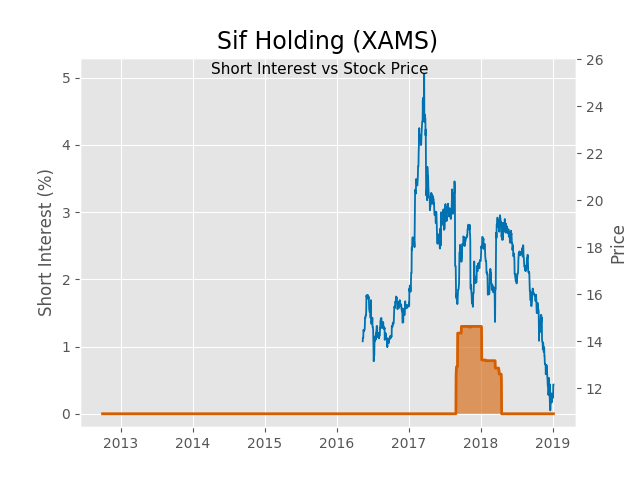 Sif Holding (XAMS)
Short Interest vs Stock Price
Short Interest (%)
5
4
3
2
1
0
26
24
22
20
18
16
14
12
Price
2013 2014 2015 2016 2017 2018 2019